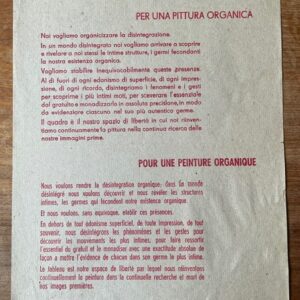 PER UNA PITTURA ORGANICA
Noi vogliamo organicizzare la disintegrazione.
In un mondo disintegrato noi vogliamo arrivare a scoprire
e rivelare a noi stessi le intime strutture, i germi fecondanti
la nostra esistenza organica.
Vogliamo stabilire inequivocabilmente queste presenze.
Al di fuori di ogni edonismo di superficie, di ogni impres-
sione, di ogni ricordo, disintegriamo i fenomeni e i gesti
per scoprirne i più intimi moti, per sceverare l'essenziale
dal gratuito e monadizzarlo in assoluta precisione, in modo
da evidenziare ciascuno nel suo più autentico germe.
Il quadro è il nostro spazio di libertà in cui noi rinven-
tiamo continuamente la pittura nella continua ricerca delle
nostre immagini prime.
POUR UNE PEINTURE ORGANIQUE
Nous voulons rendre la désintégration organique: dans un monde
désintégré nous voulons découvrir et nous révéler les structures
intimes, les germes qui fécondent notre existence organique.
Et nous voulons, sans équivoque, établir ces présences.
En dehors de tout édonisme superficiel, de toute impression, de tout
souvenir, nous désintégrons les phénomènes et les gestes pour
découvrir les mouvements les plus intimes, pour faire ressortir
l'essentiel du gratuit et le monadiser avec une exactitude absolue de
façon a mettre l'évidence de chacun dans son germe le plus intime.
Le tableau est notre espace de liberté par lequel nous réinventons
continuellement la peinture dans la continuelle recherche et
nos images premières.